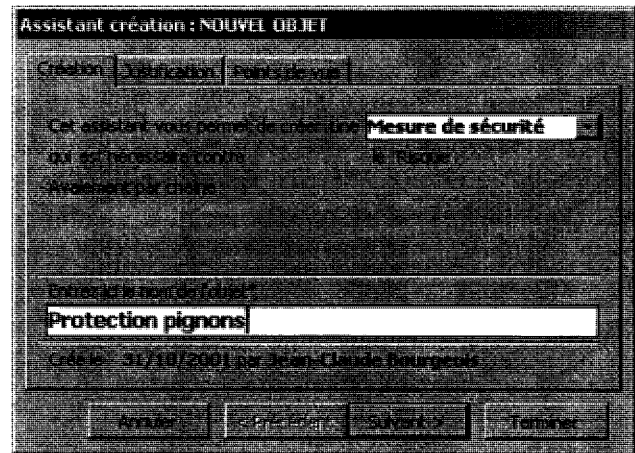 Assistant création : NOUVEL OBJET
Création Justification Points de vue
Cet assistant vous permet de créer une Mesure de sécurité
qui est nécessaire contre le Risque
Avalement par chaîne
Entrez ici le nom de l'objet
Protection pignons
Créé le : 31/10/2001 par Jean-Claude Bourgeois
Annuler < Précédent Suivant > Terminer